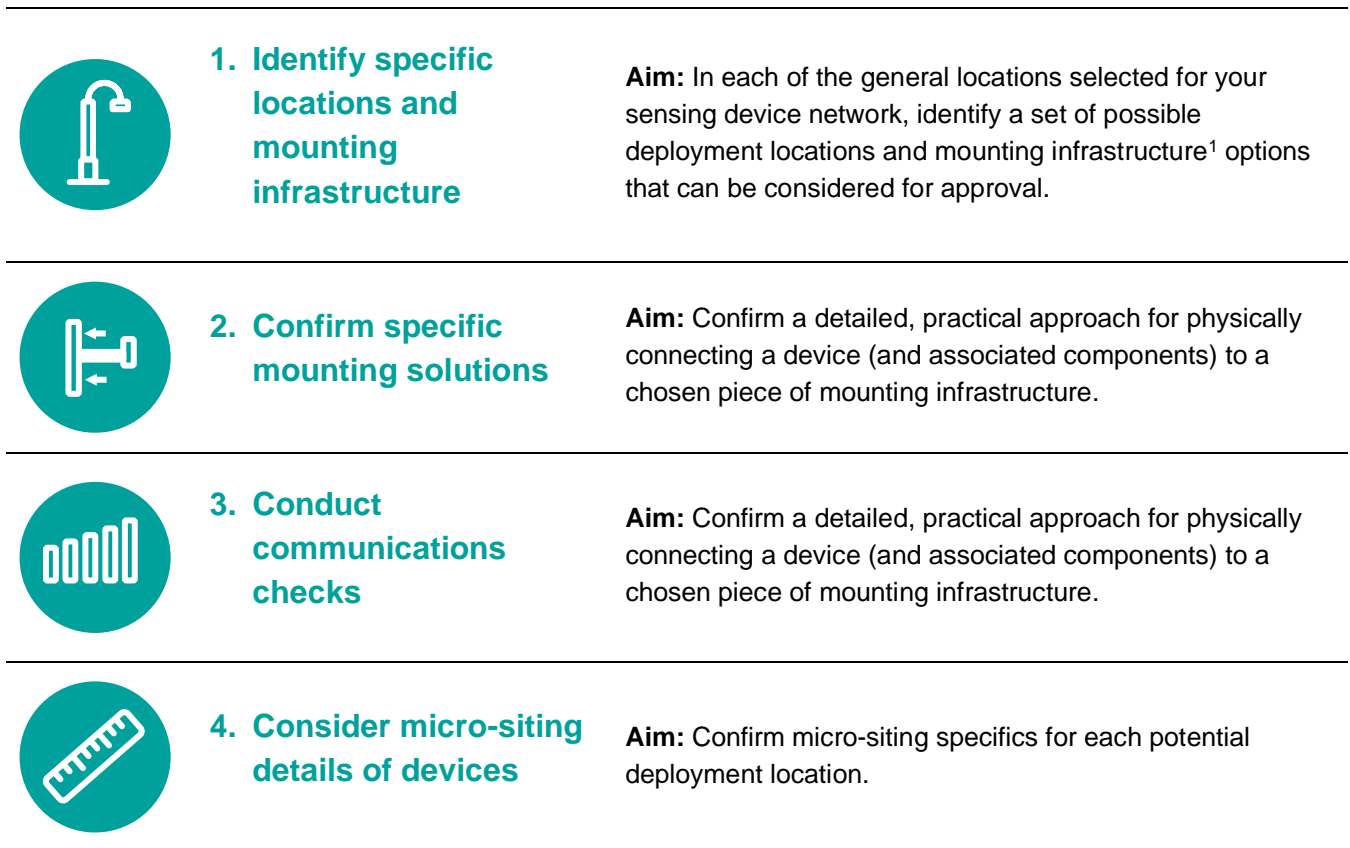 1. Identify specific
locations and
mounting
infrastructure
Aim: In each of the general locations selected for your
sensing device network, identify a set of possible
deployment locations and mounting infrastructure¹ options
that can be considered for approval.
2. Confirm specific
mounting solutions
Aim: Confirm a detailed, practical approach for physically
connecting a device (and associated components) to a
chosen piece of mounting infrastructure.
3. Conduct
communications
checks
Aim: Confirm a detailed, practical approach for physically
connecting a device (and associated components) to a
chosen piece of mounting infrastructure.
4. Consider micro-siting
details of devices
Aim: Confirm micro-siting specifics for each potential
deployment location.